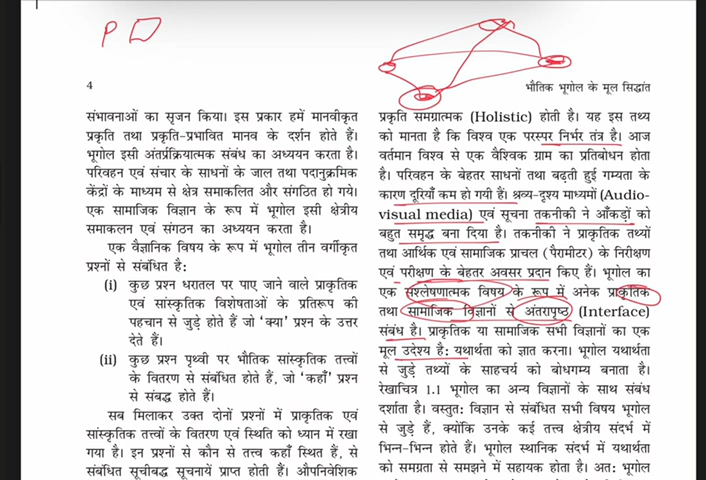 P
4
संभावनाओं का सृजन किया। इस प्रकार हमें मानवीकृत
प्रकृति तथा प्रकृति-प्रभावित मानव के दर्शन होते हैं।
भूगोल इसी अंतर्प्रक्रियात्मक संबंध का अध्ययन करता है।
परिवहन एवं संचार के साधनों के जाल तथा पदानुक्रमिक
केंद्रों के माध्यम से क्षेत्र समाकलित और संगठित हो गये।
एक सामाजिक विज्ञान के रूप में भूगोल इसी क्षेत्रीय
समाकलन एवं संगठन का अध्ययन करता है।
एक वैज्ञानिक विषय के रूप में भूगोल तीन वर्गीकृत
प्रश्नों से संबंधित है:
(i) कुछ प्रश्न धरातल पर पाए जाने वाले प्राकृतिक
एवं सांस्कृतिक विशेषताओं के प्रतिरूप की
पहचान से जुड़े होते हैं जो 'क्या' प्रश्न के उत्तर
देते हैं।
(ii) कुछ प्रश्न पृथ्वी पर भौतिक सांस्कृतिक तत्त्वों
के वितरण से संबंधित होते हैं, जो 'कहाँ' प्रश्न
से संबद्ध होते हैं।
सब मिलाकर उक्त दोनों प्रश्नों में प्राकृतिक एवं
सांस्कृतिक तत्त्वों के वितरण एवं स्थिति को ध्यान में रखा
गया है। इन प्रश्नों से कौन से तत्त्व कहाँ स्थित हैं, से
संबंधित सूचीबद्ध सूचनायें प्राप्त होती हैं। औपनिवेशिक
भौतिक भूगोल के मूल सिद्धांत
प्रकृति समग्रात्मक (Holistic) होती है। यह इस तथ्य
को मानता है कि विश्व एक परस्पर निर्भर तंत्र है। आज
वर्तमान विश्व से एक वैश्विक ग्राम का प्रतिबोधन होता
है। परिवहन के बेहतर साधनों तथा बढ़ती हुई गम्यता के
कारण दूरियाँ कम हो गयी हैं। श्रव्य-दृश्य माध्यमों (Audio-
visual media) एवं सूचना तकनीकी ने आँकड़ों को
बहुत समृद्ध बना दिया है। तकनीकी ने प्राकृतिक तथ्यों
तथा आर्थिक एवं सामाजिक प्राचल (पैरामीटर) के निरीक्षण
एवं परीक्षण के बेहतर अवसर प्रदान किए हैं। भूगोल का
एक संश्लेषणात्मक विषय के रूप में अनेक प्राकृतिक
तथा सामाजिक विज्ञानों से अंतरापृष्ठ (Interface)
संबंध है। प्राकृतिक या सामाजिक सभी विज्ञानों का एक
मूल उदेश्य है: यथार्थता को ज्ञात करना। भूगोल यथार्थता
से जुड़े तथ्यों के साहचर्य को बोधगम्य बनाता है।
रेखाचित्र 1.1 भूगोल का अन्य विज्ञानों के साथ संबंध
दर्शाता है। वस्तुत: विज्ञान से संबंधित सभी विषय भूगोल
से जुड़े हैं, क्योंकि उनके कई तत्त्व क्षेत्रीय संदर्भ में
भिन्न-भिन्न होते हैं। भूगोल स्थानिक संदर्भ में यथार्थता
को समग्रता से समझने में सहायक होता है। अत: भूगोल